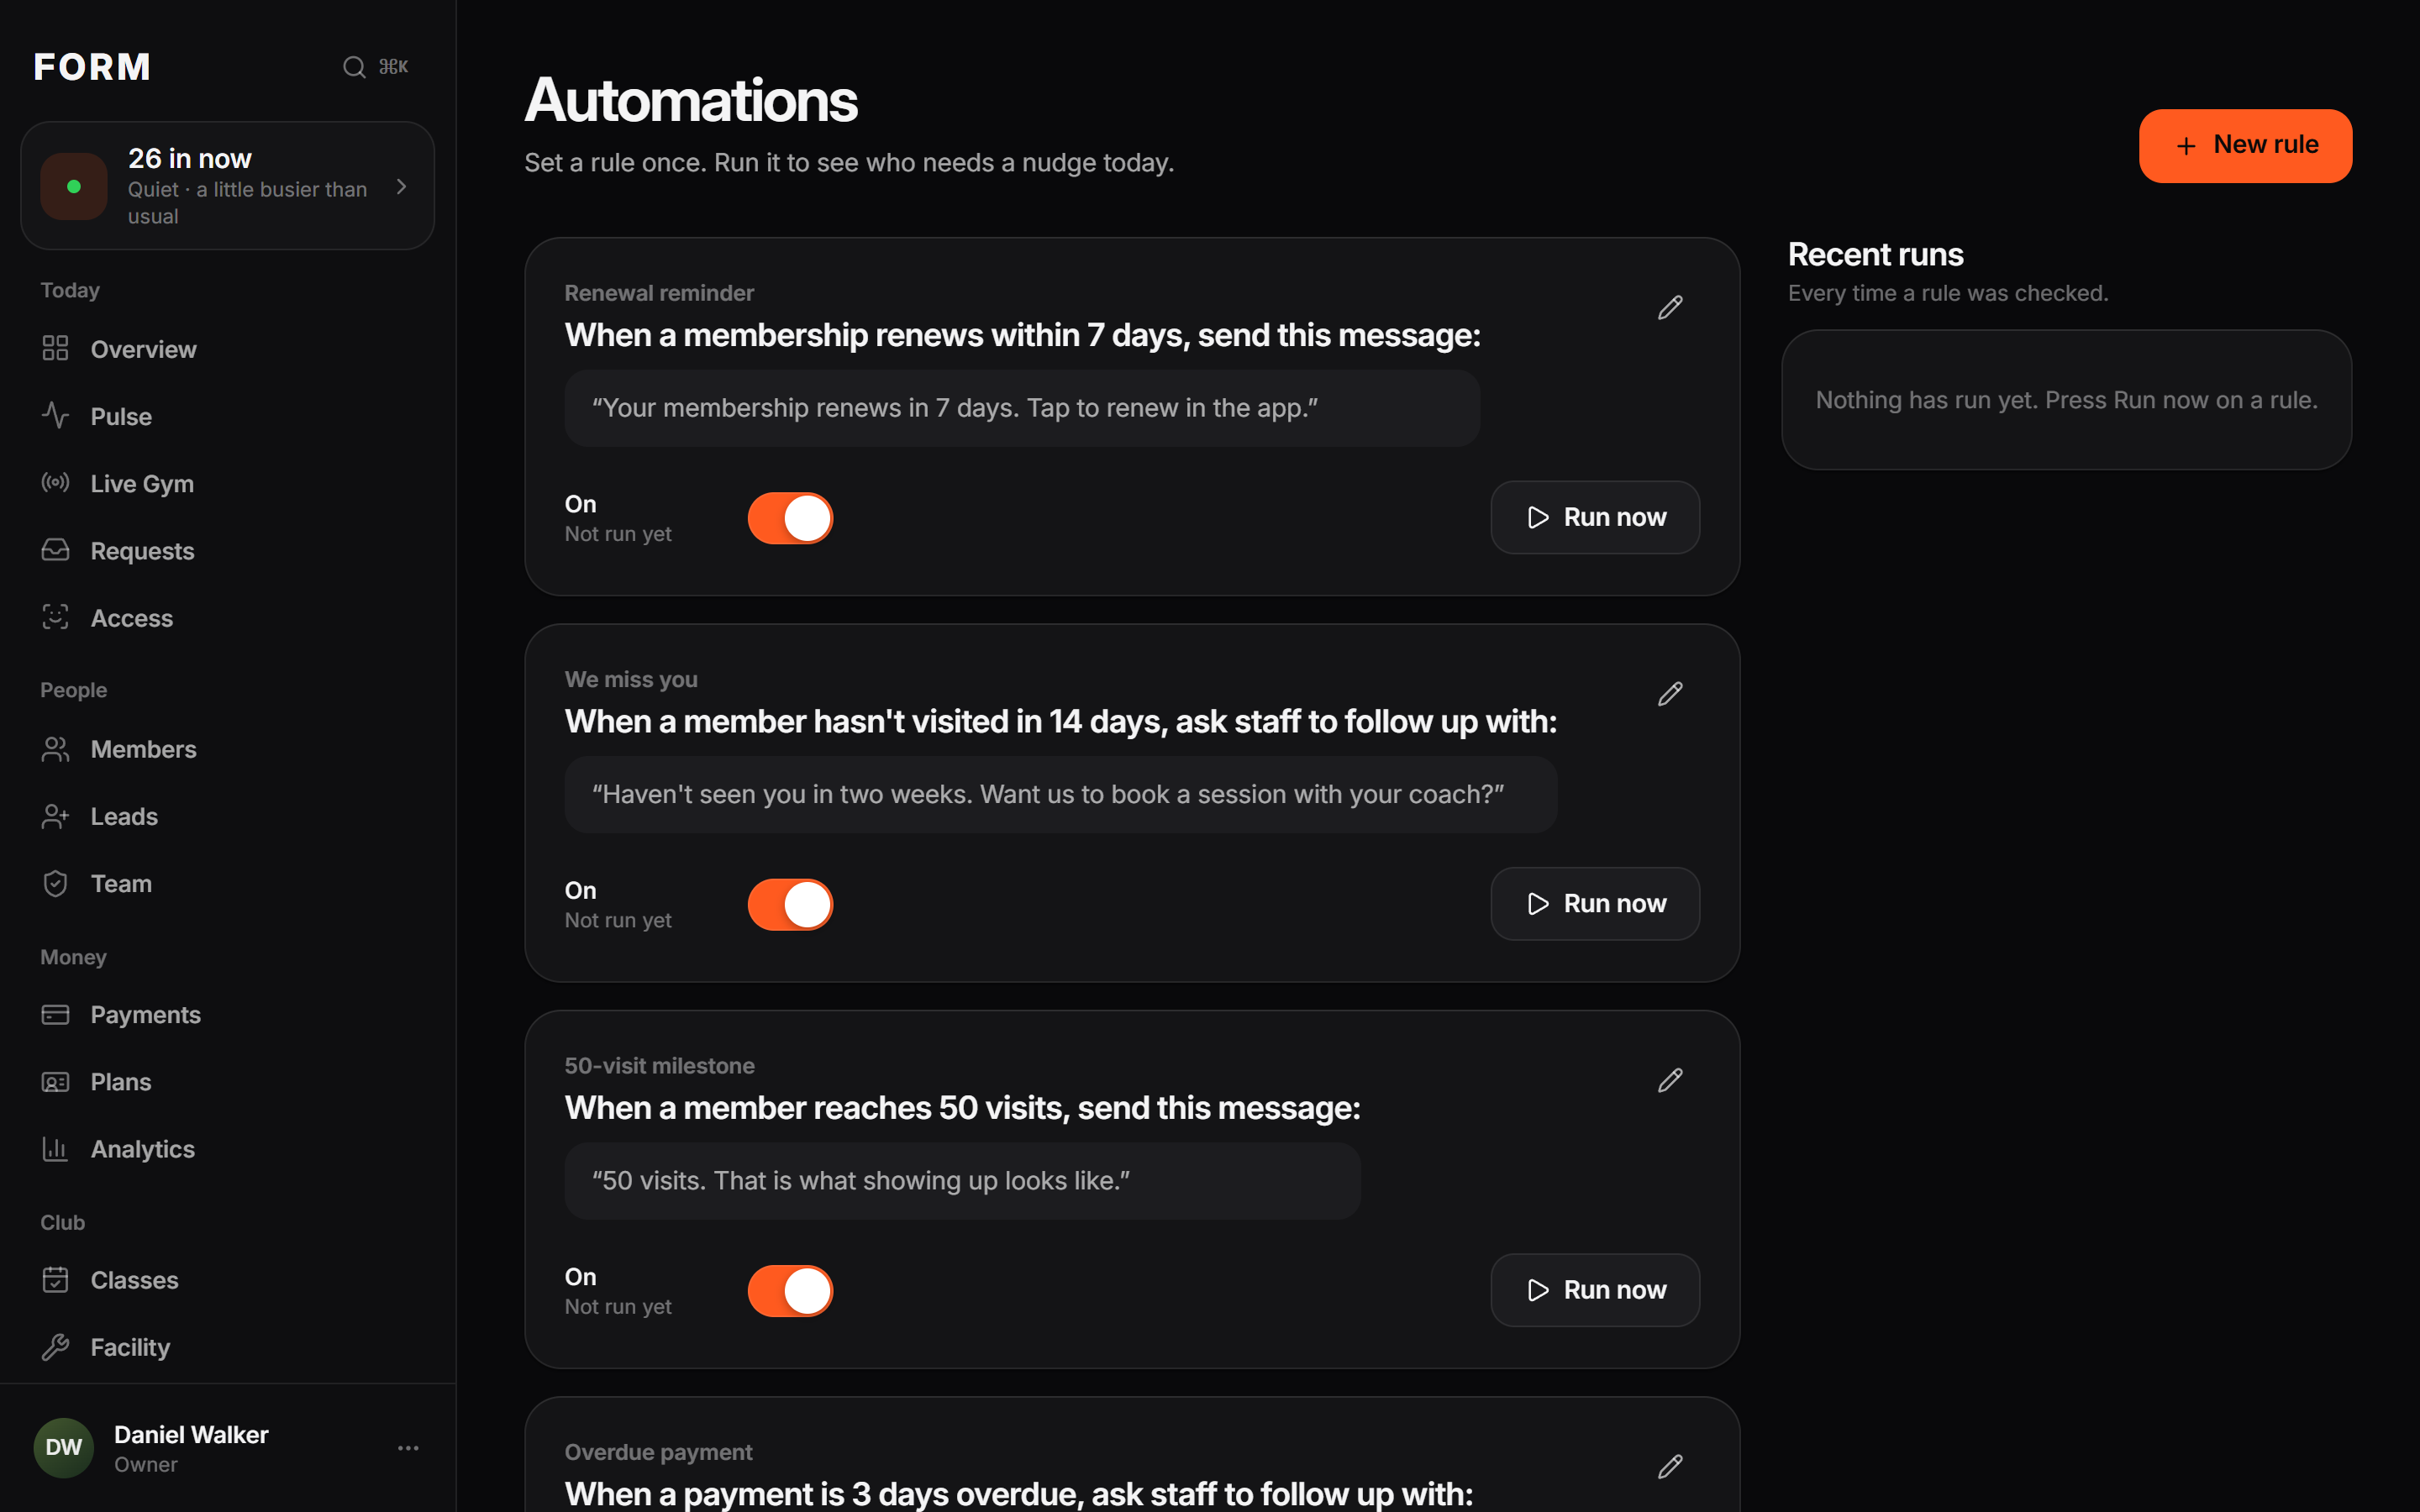 FORM
⌘K
26 in now
Quiet · a little busier than
usual
Today
Overview
Pulse
Live Gym
Requests
Access
People
Members
Leads
Team
Money
Payments
Plans
Analytics
Club
Classes
Facility
DW
Daniel Walker
Owner
Automations
Set a rule once. Run it to see who needs a nudge today.
New rule
Renewal reminder
When a membership renews within 7 days, send this message:
“Your membership renews in 7 days. Tap to renew in the app.”
On
Not run yet
Run now
We miss you
When a member hasn't visited in 14 days, ask staff to follow up with:
“Haven't seen you in two weeks. Want us to book a session with your coach?”
On
Not run yet
Run now
50-visit milestone
When a member reaches 50 visits, send this message:
“50 visits. That is what showing up looks like.”
On
Not run yet
Run now
Overdue payment
When a payment is 3 days overdue, ask staff to follow up with:
Recent runs
Every time a rule was checked.
Nothing has run yet. Press Run now on a rule.